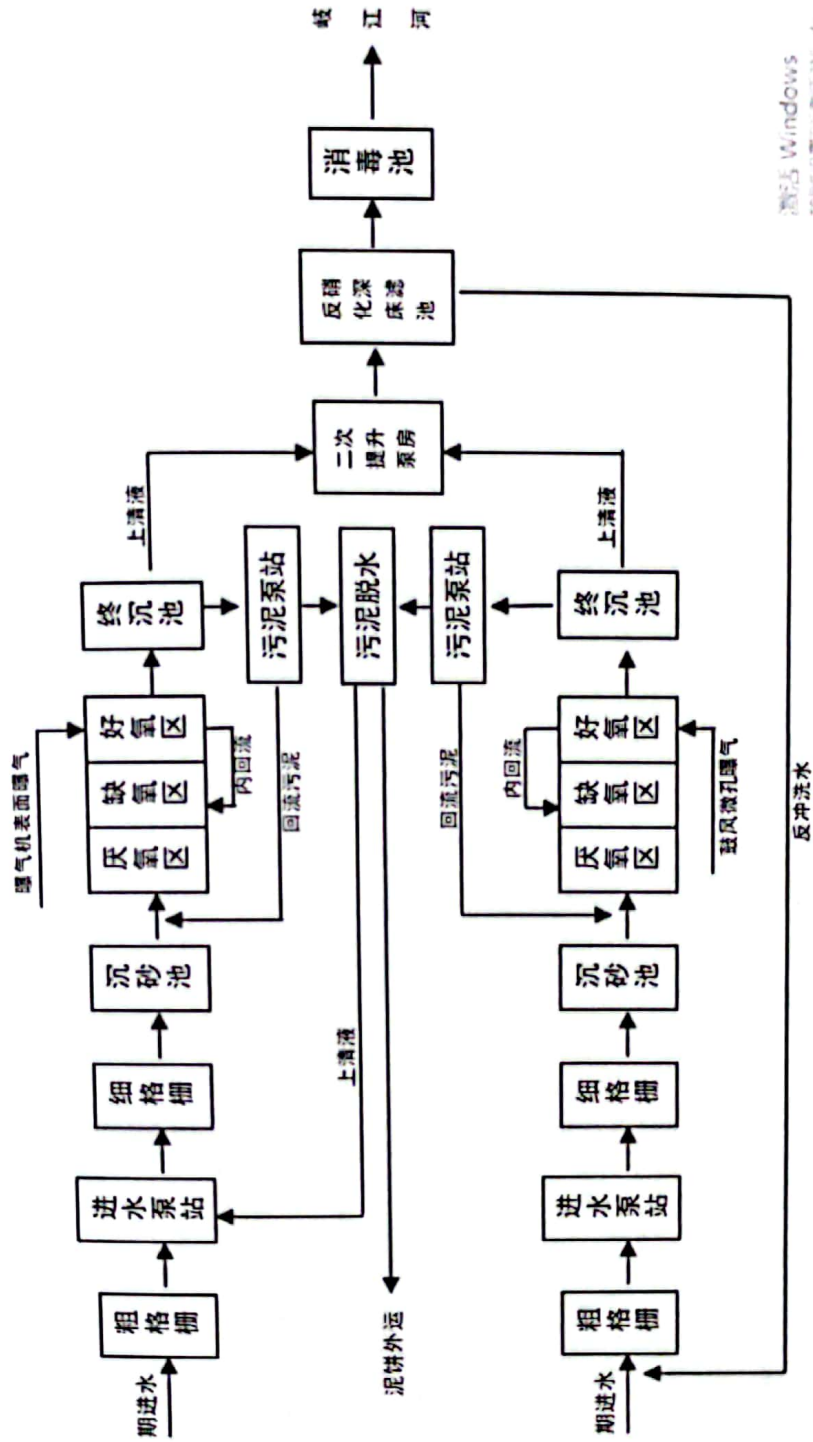 期进水
粗格栅
进水泵站
细格栅
沉砂池
厌氧区
缺氧区
好氧区
曝气机表面曝气
内回流
回流污泥
终沉池
上清液
污泥泵站
污泥脱水
上清液
泥饼外运
污泥泵站
回流污泥
期进水
粗格栅
进水泵站
细格栅
沉砂池
厌氧区
缺氧区
好氧区
内回流
鼓风微孔曝气
终沉池
上清液
二次
提升
泵房
反硝
化深
床滤
池
消毒池
岐江河
反冲洗水
激活 Windows